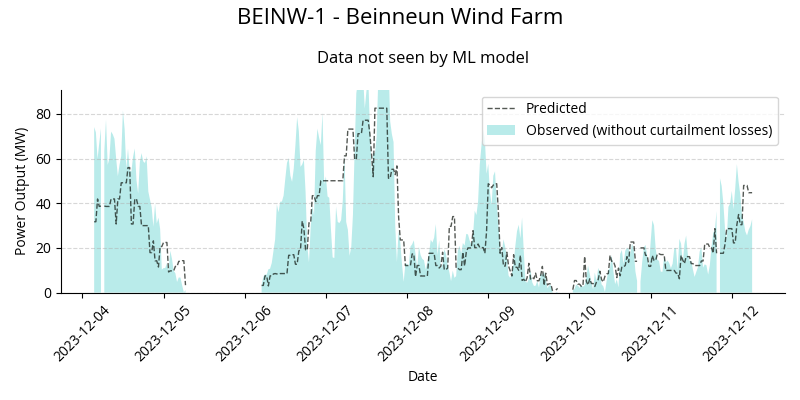 BEINW-1 - Beinneun Wind Farm
Data not seen by ML model
Predicted
Observed (without curtailment losses)
Power Output (MW)
80
60
40
20
0
2023-12-04
2023-12-05
2023-12-06
2023-12-07
2023-12-08
2023-12-09
2023-12-10
2023-12-11
2023-12-12
Date